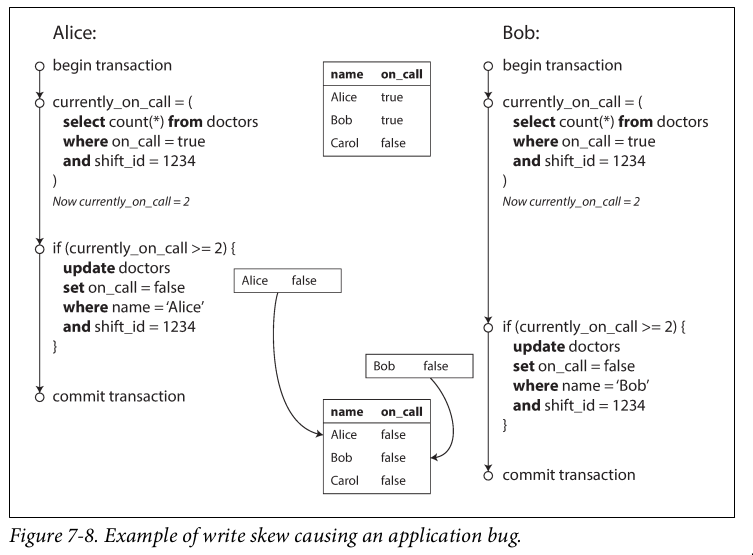 Alice:
begin transaction
currently_on_call = (
select count(*) from doctors
where on_call = true
and shift_id = 1234
)
Now currently_on_call = 2
if (currently_on_call >= 2) {
update doctors
set on_call = false
where name = ‘Alice’
and shift_id = 1234
}
commit transaction
name on_call
Alice true
Bob true
Carol false
Alice false
Bob false
name on_call
Alice false
Bob false
Carol false
Bob:
begin transaction
currently_on_call = (
select count(*) from doctors
where on_call = true
and shift_id = 1234
)
Now currently_on_call = 2
if (currently_on_call >= 2) {
update doctors
set on_call = false
where name = ‘Bob’
and shift_id = 1234
}
commit transaction
Figure 7-8. Example of write skew causing an application bug.